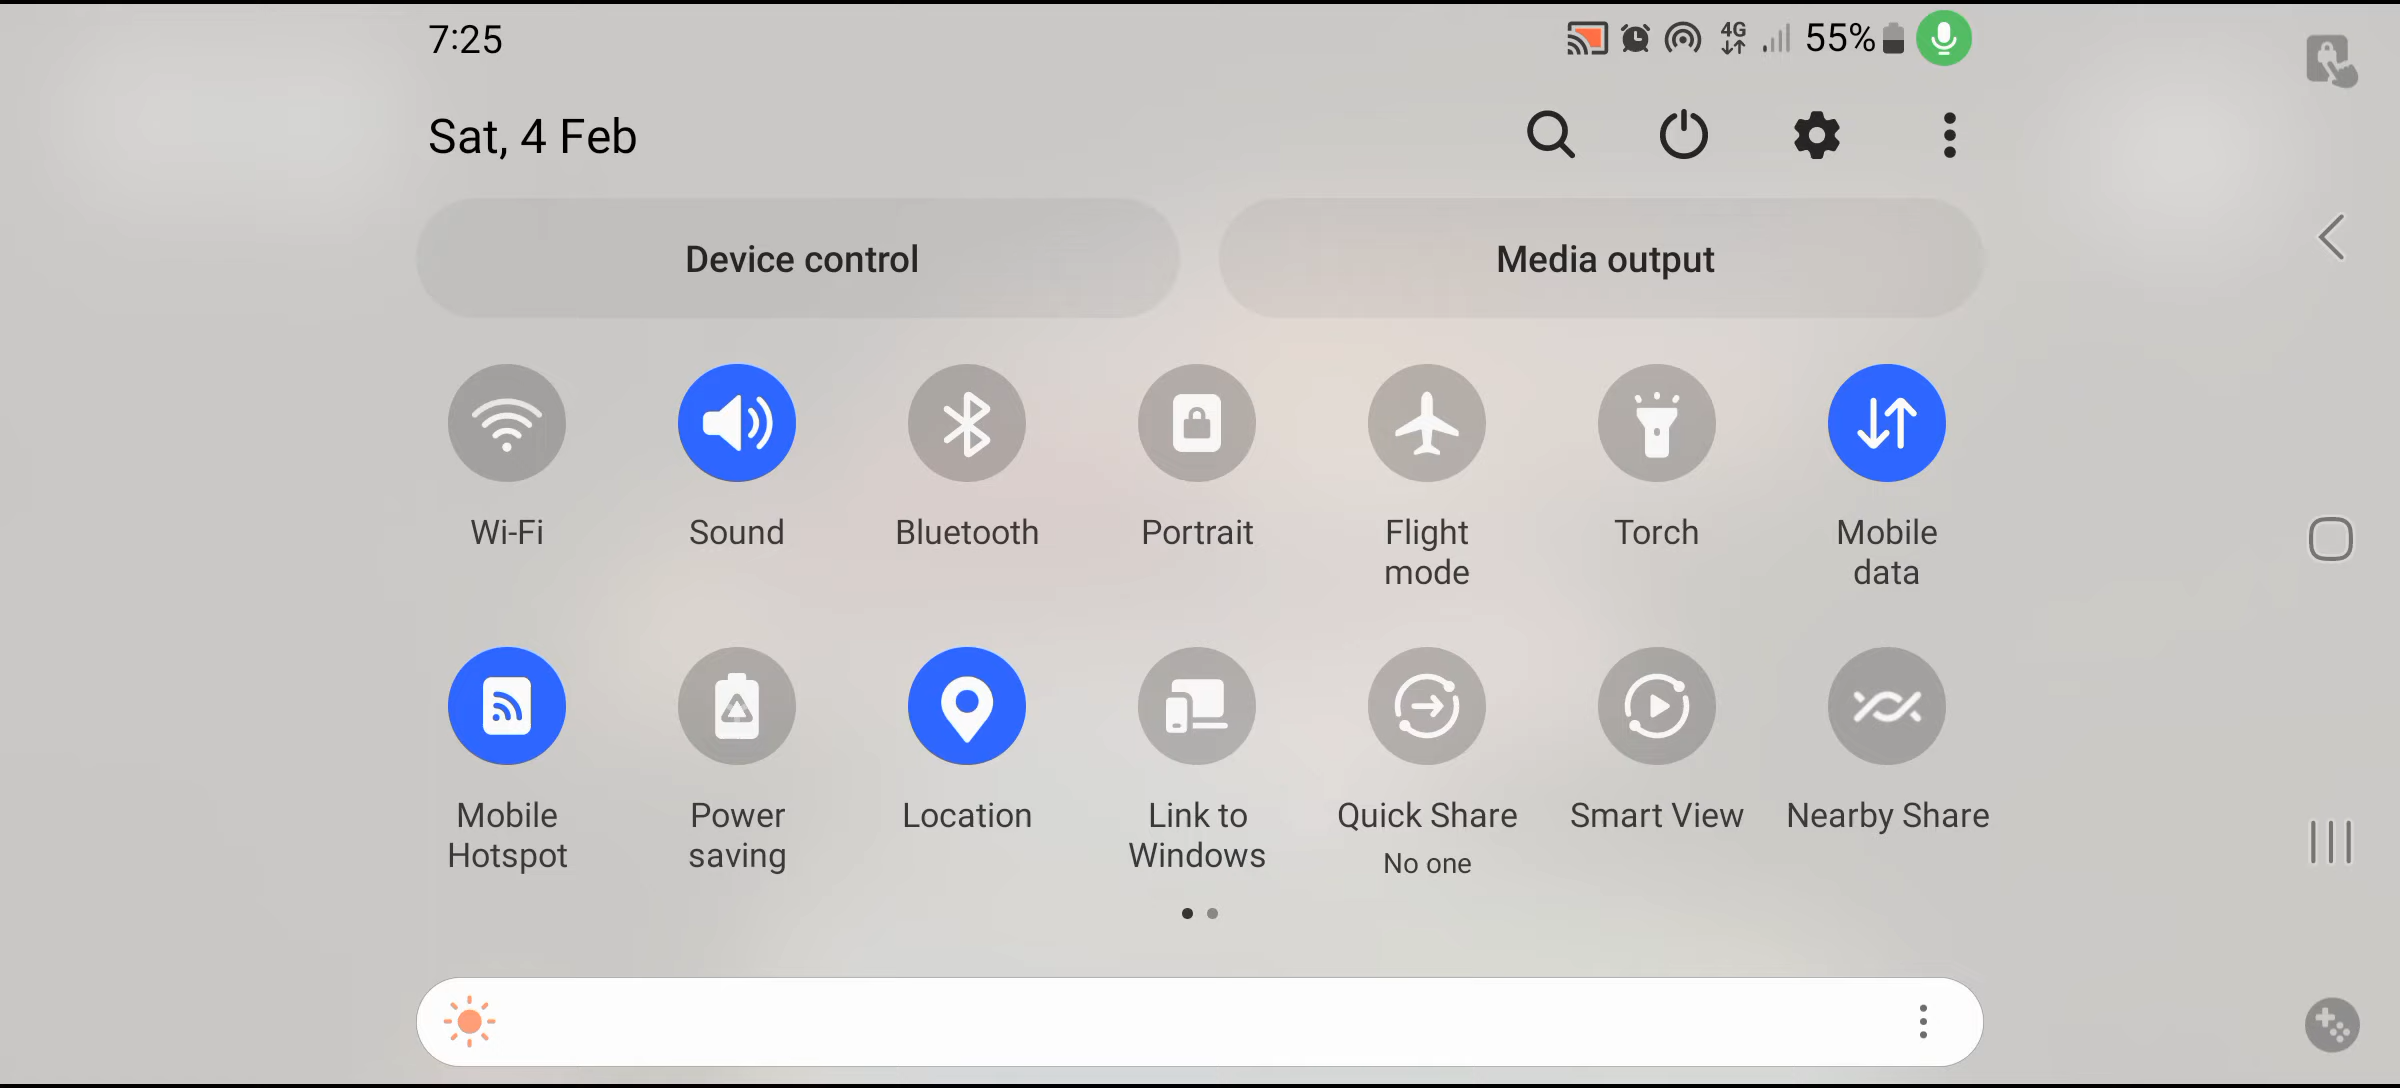 7:25
4G
55%
Sat, 4 Feb
Device control
Media output
Wi-Fi
Sound
Bluetooth
Portrait
Flight
mode
Torch
Mobile
data
Mobile
Hotspot
Power
saving
Location
Link to
Windows
Quick Share
No one
Smart View
Nearby Share